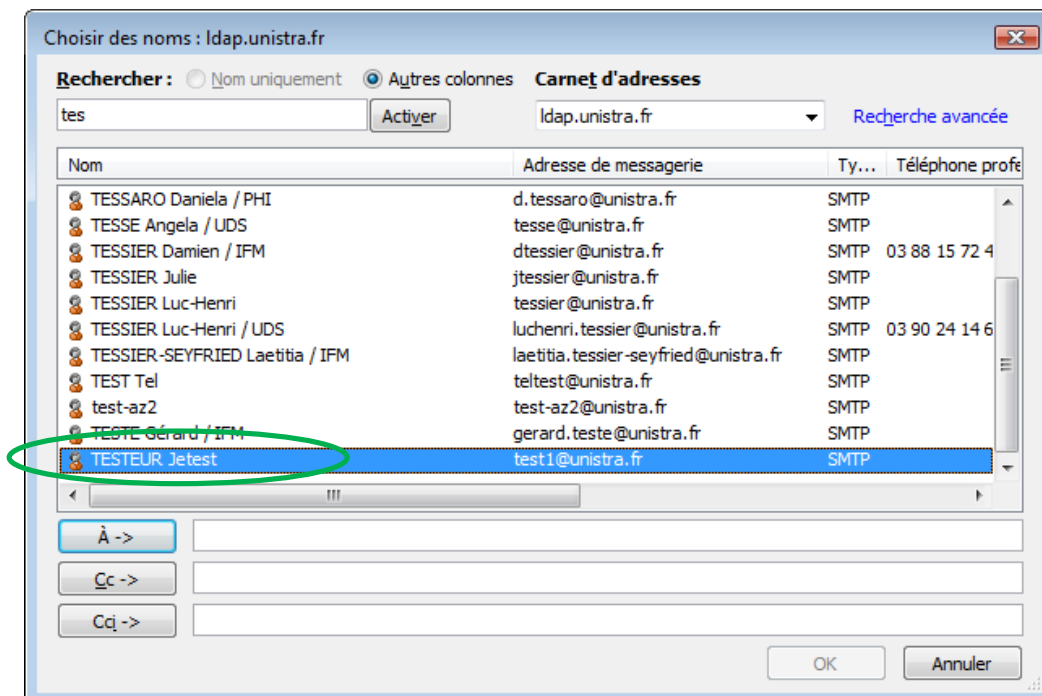 Choisir des noms : ldap.unistra.fr
Rechercher : Nom uniquement Autres colonnes Carnet d'adresses
tes Activer ldap.unistra.fr Recherche avancée
Nom Adresse de messagerie Ty... Téléphone profe
TESSARO Daniela / PHI d.tessaro@unistra.fr SMTP
TESSE Angela / UDS tesse@unistra.fr SMTP
TESSIER Damien / IFM dtessier@unistra.fr SMTP 03 88 15 72 4
TESSIER Julie jtessier@unistra.fr SMTP
TESSIER Luc-Henri tessier@unistra.fr SMTP
TESSIER Luc-Henri / UDS luchenri.tessier@unistra.fr SMTP 03 90 24 14 6
TESSIER-SEYFRIED Laetitia / IFM laetitia.tessier-seyfried@unistra.fr SMTP
TEST Tel teltest@unistra.fr SMTP
test-az2 test-az2@unistra.fr SMTP
TESTE Gérard / IFM gerard.teste@unistra.fr SMTP
TESTEUR Jetest test1@unistra.fr SMTP
À ->
Cc ->
Cci ->
OK Annuler